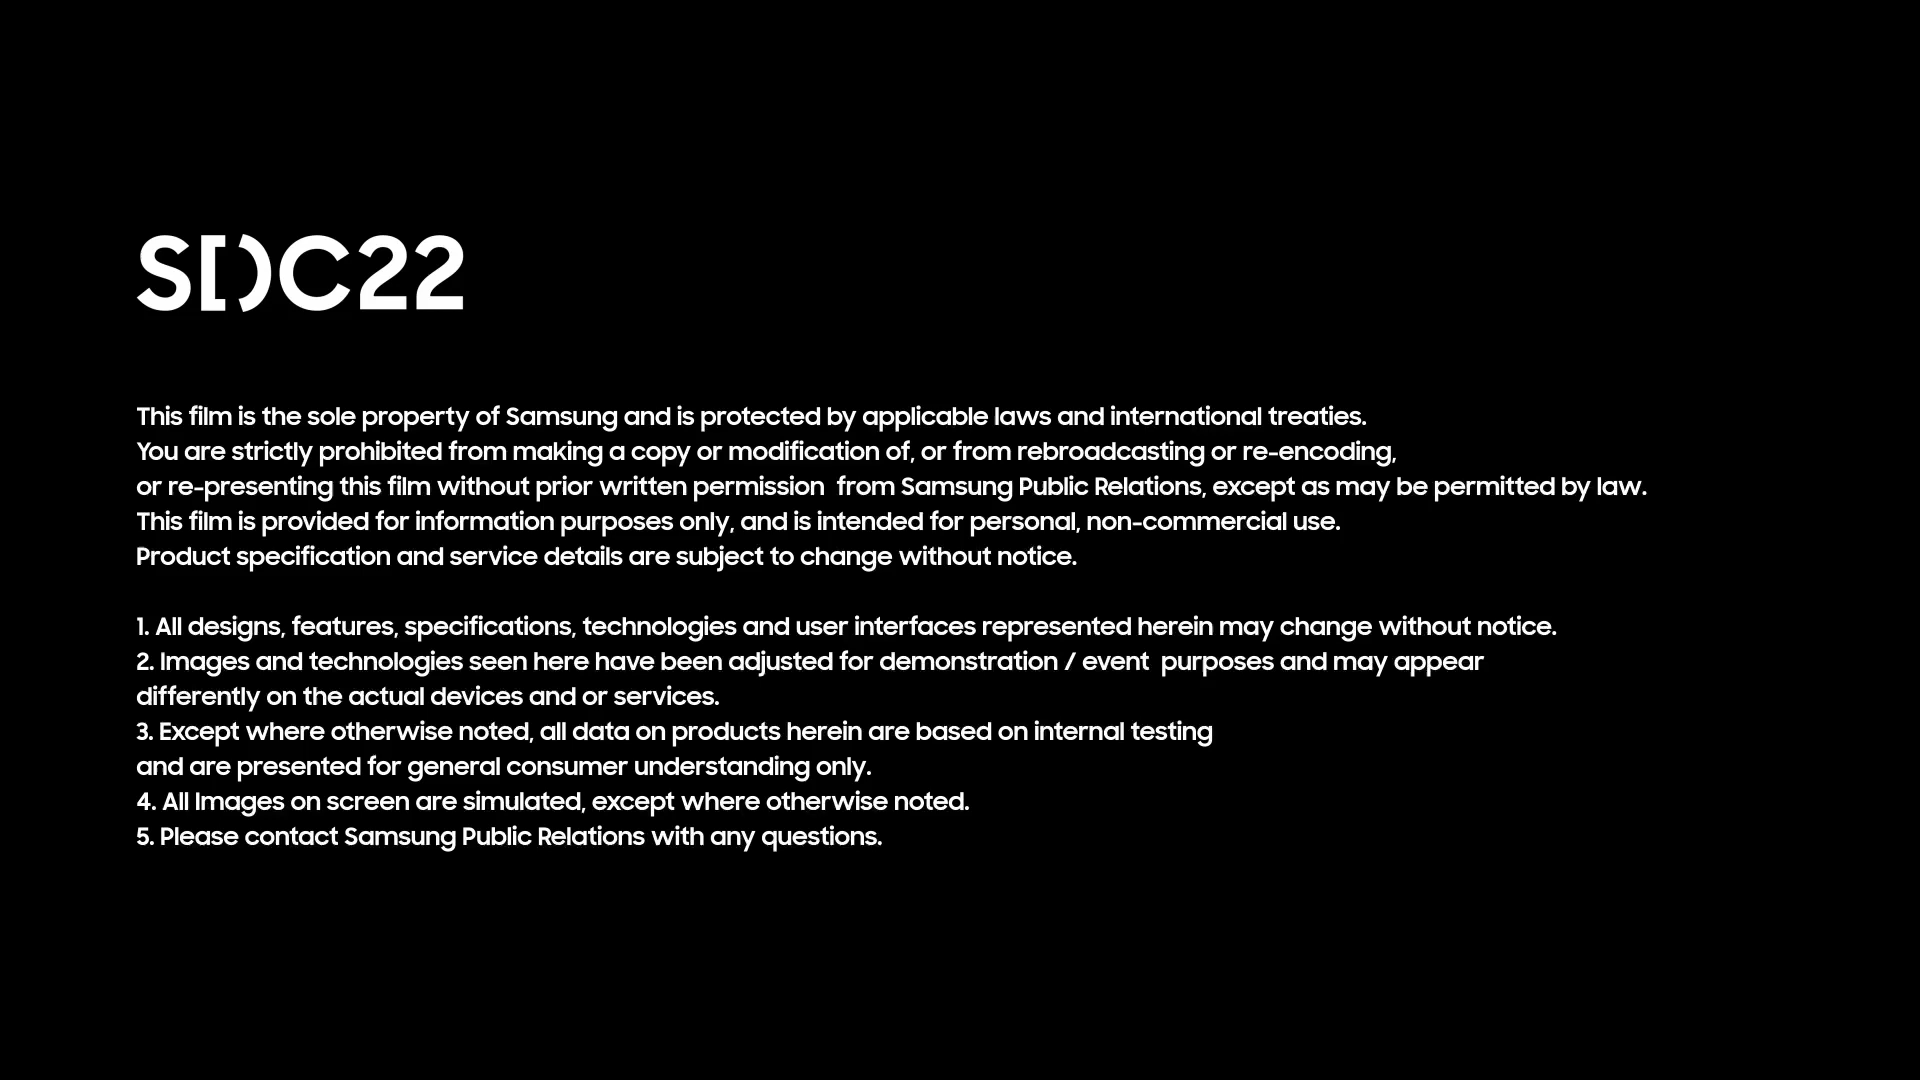 SDC22
This film is the sole property of Samsung and is protected by applicable laws and international treaties.
You are strictly prohibited from making a copy or modification of, or from rebroadcasting or re-encoding,
or re-presenting this film without prior written permission  from Samsung Public Relations, except as may be permitted by law.
This film is provided for information purposes only, and is intended for personal, non-commercial use.
Product specification and service details are subject to change without notice.
1. All designs, features, specifications, technologies and user interfaces represented herein may change without notice.
2. Images and technologies seen here have been adjusted for demonstration / event  purposes and may appear
differently on the actual devices and or services.
3. Except where otherwise noted, all data on products herein are based on internal testing
and are presented for general consumer understanding only.
4. All Images on screen are simulated, except where otherwise noted.
5. Please contact Samsung Public Relations with any questions.